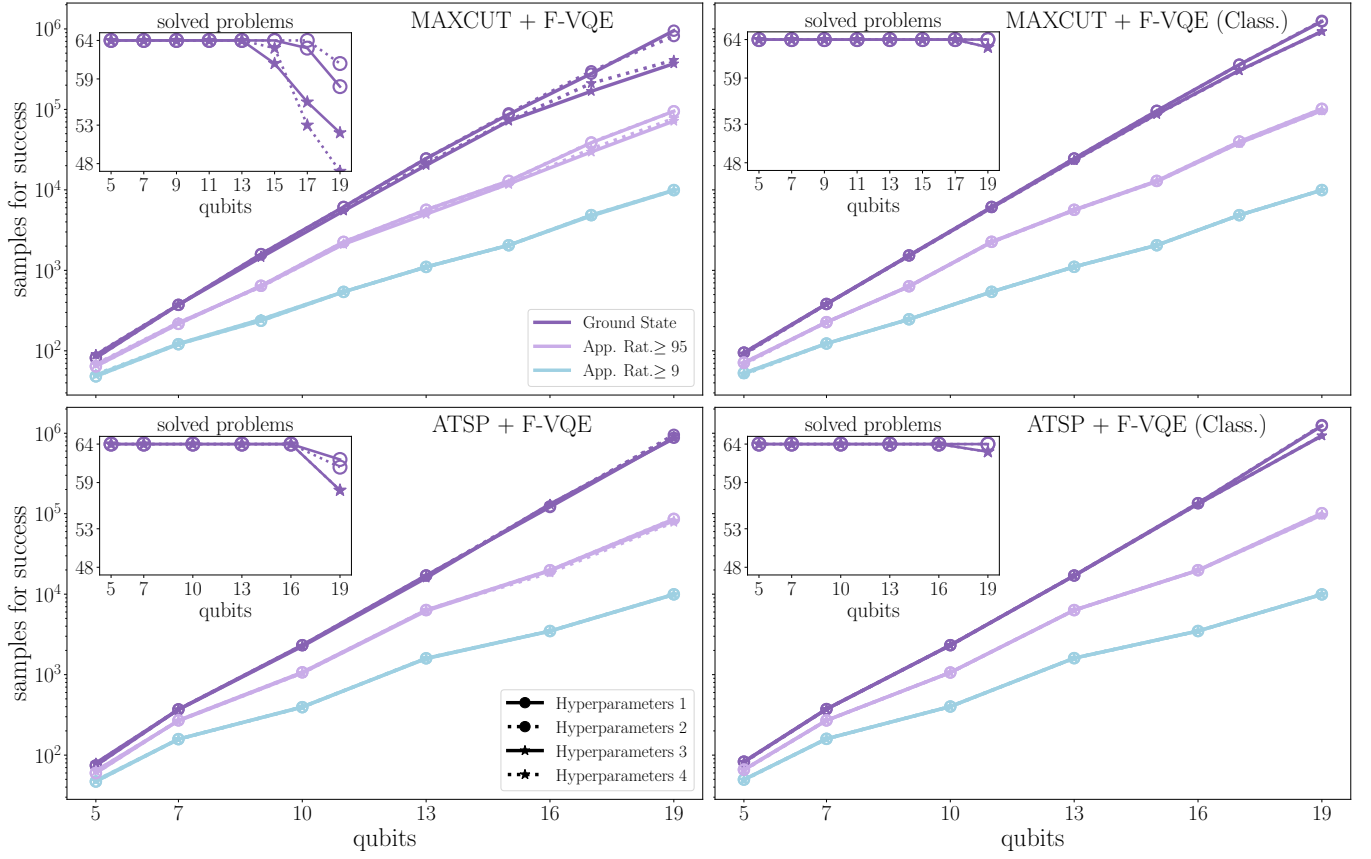 MAXCUT + F-VQE
solved problems
64
59
53
48
5 7 9 11 13 15 17 19
qubits
samples for success
10^6
10^5
10^4
10^3
10^2
Ground State
App. Rat.≥ 95
App. Rat.≥ 9
MAXCUT + F-VQE (Class.)
solved problems
64
59
53
48
5 7 9 11 13 15 17 19
qubits
ATSP + F-VQE
solved problems
64
59
53
48
5 7 10 13 16 19
qubits
samples for success
10^6
10^5
10^4
10^3
10^2
Hyperparameters 1
Hyperparameters 2
Hyperparameters 3
Hyperparameters 4
5 7 10 13 16 19
qubits
ATSP + F-VQE (Class.)
solved problems
64
59
53
48
5 7 10 13 16 19
qubits
5 7 10 13 16 19
qubits